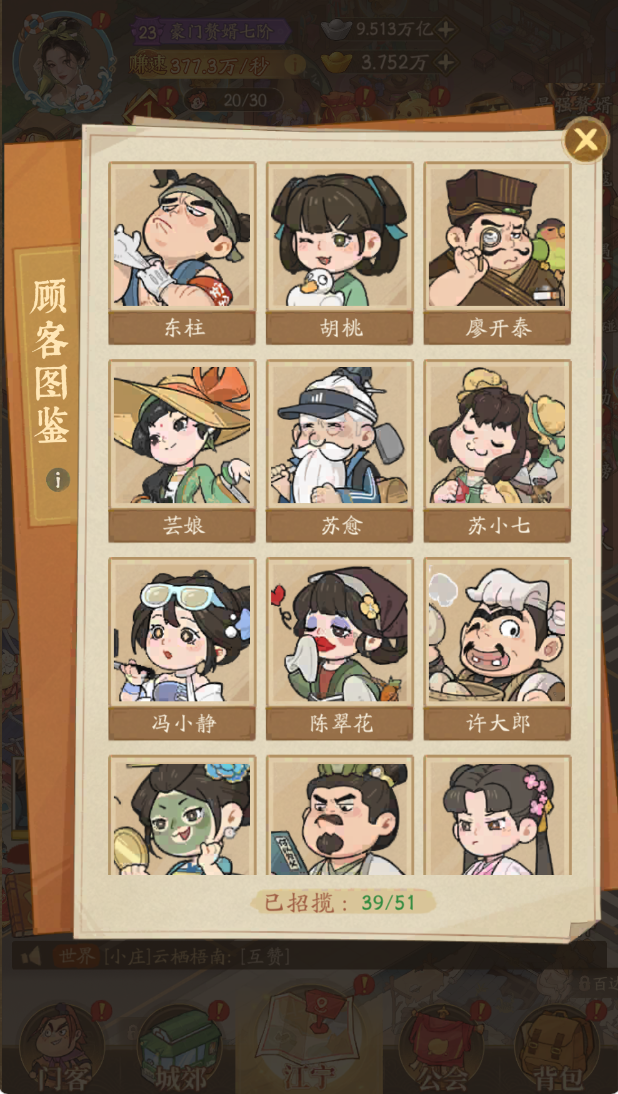 23 豪门赘婿七阶
9.513万亿
赚速377.3万/秒
3.752万
1
20/30
顾客图鉴
东柱
胡桃
廖开泰
芸娘
苏愈
苏小七
冯小静
陈翠花
许大郎
已招揽：39/51
世界 [小庄]云栖梧南: [互赞]
门客
城郊
江宁
公会
背包